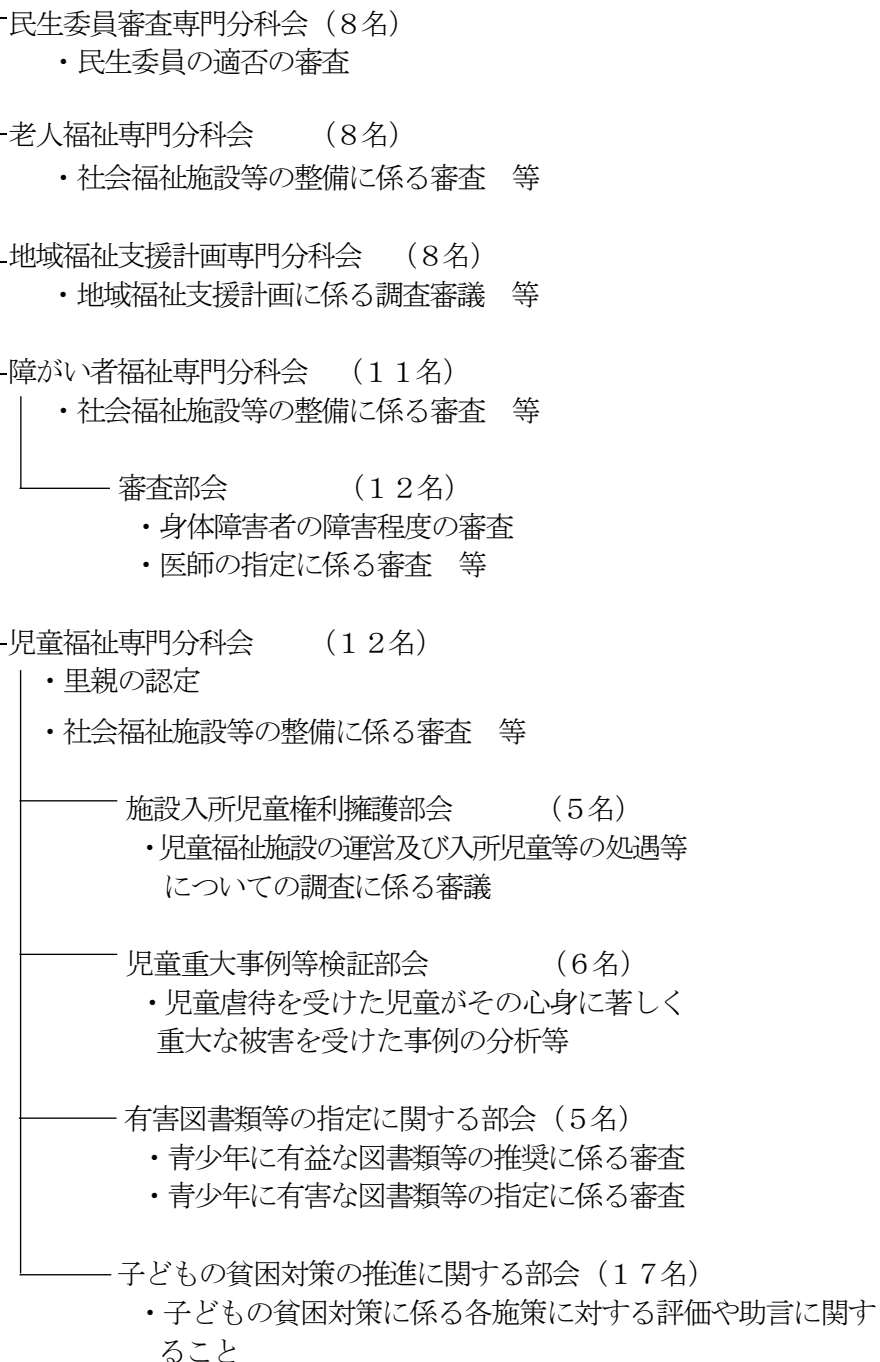 民生委員審査専門分科会(8名)
・民生委員の適否の審査
老人福祉専門分科会 (8名)
・社会福祉施設等の整備に係る審査 等
地域福祉支援計画専門分科会 (8名)
・地域福祉支援計画に係る調査審議 等
障がい者福祉専門分科会 (11名)
・社会福祉施設等の整備に係る審査 等
審査部会 (12名)
・身体障害者の障害程度の審査
・医師の指定に係る審査 等
児童福祉専門分科会 (12名)
・里親の認定
・社会福祉施設等の整備に係る審査 等
施設入所児童権利擁護部会 (5名)
・児童福祉施設の運営及び入所児童等の処遇等
についての調査に係る審議
児童重大事例等検証部会 (6名)
・児童虐待を受けた児童がその心身に著しく
重大な被害を受けた事例の分析等
有害図書類等の指定に関する部会(5名)
・青少年に有益な図書類等の推奨に係る審査
・青少年に有害な図書類等の指定に係る審査
子どもの貧困対策の推進に関する部会(17名)
・子どもの貧困対策に係る各施策に対する評価や助言に関す
ること